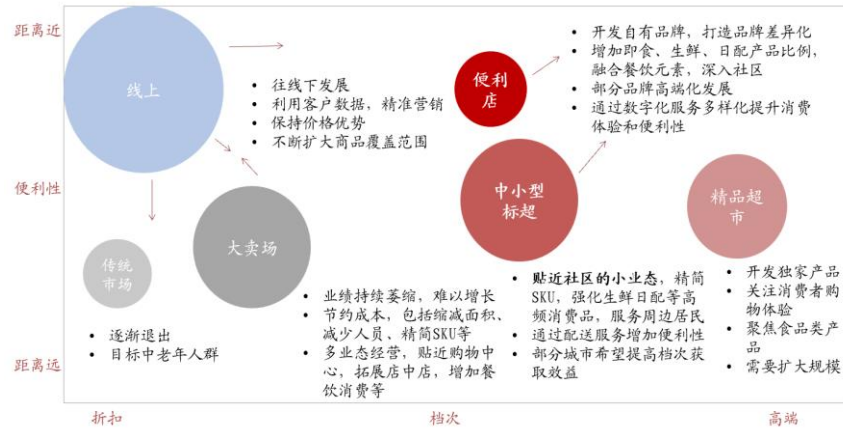 距离近
便利性
距离远
折扣
档次
高端
线上
• 往线下发展
• 利用客户数据，精准营销
• 保持价格优势
• 不断扩大商品覆盖范围
便利
店
• 开发自有品牌，打造品牌差异化
• 增加即食、生鲜、日配产品比例，
融合餐饮元素，深入社区
• 部分品牌高端化发展
• 通过数字化服务多样化提升消费
体验和便利性
传统
市场
• 逐渐退出
• 目标中老年人群
大卖场
• 业绩持续萎缩，难以增长
• 节约成本，包括缩减面积、
减少人员、精简SKU等
• 多业态经营，贴近购物中
心，拓展店中店，增加餐
饮消费等
中小型
标超
• 贴近社区的小业态，精简
SKU，强化生鲜日配等高
频消费品，服务周边居民
• 通过配送服务增加便利性
• 部分城市希望提高档次获
取效益
精品超
市
• 开发独家产品
• 关注消费者购
物体验
• 聚焦食品类产
品
• 需要扩大规模